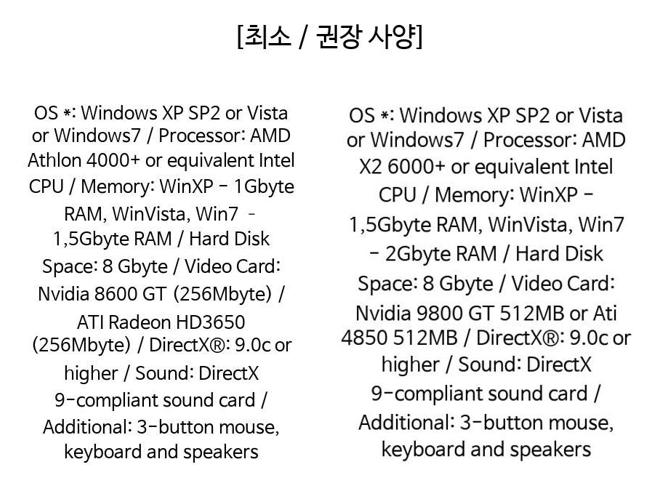 [최소 / 권장 사양]
OS *: Windows XP SP2 or Vista
or Windows7 / Processor: AMD
Athlon 4000+ or equivalent Intel
CPU / Memory: WinXP - 1Gbyte
RAM, WinVista, Win7 -
1,5Gbyte RAM / Hard Disk
Space: 8 Gbyte / Video Card:
Nvidia 8600 GT (256Mbyte) /
ATI Radeon HD3650
(256Mbyte) / DirectX®: 9.0c or
higher / Sound: DirectX
9-compliant sound card /
Additional: 3-button mouse,
keyboard and speakers
OS *: Windows XP SP2 or Vista
or Windows7 / Processor: AMD
X2 6000+ or equivalent Intel
CPU / Memory: WinXP -
1,5Gbyte RAM, WinVista, Win7
- 2Gbyte RAM / Hard Disk
Space: 8 Gbyte / Video Card:
Nvidia 9800 GT 512MB or Ati
4850 512MB / DirectX®: 9.0c or
higher / Sound: DirectX
9-compliant sound card /
Additional: 3-button mouse,
keyboard and speakers